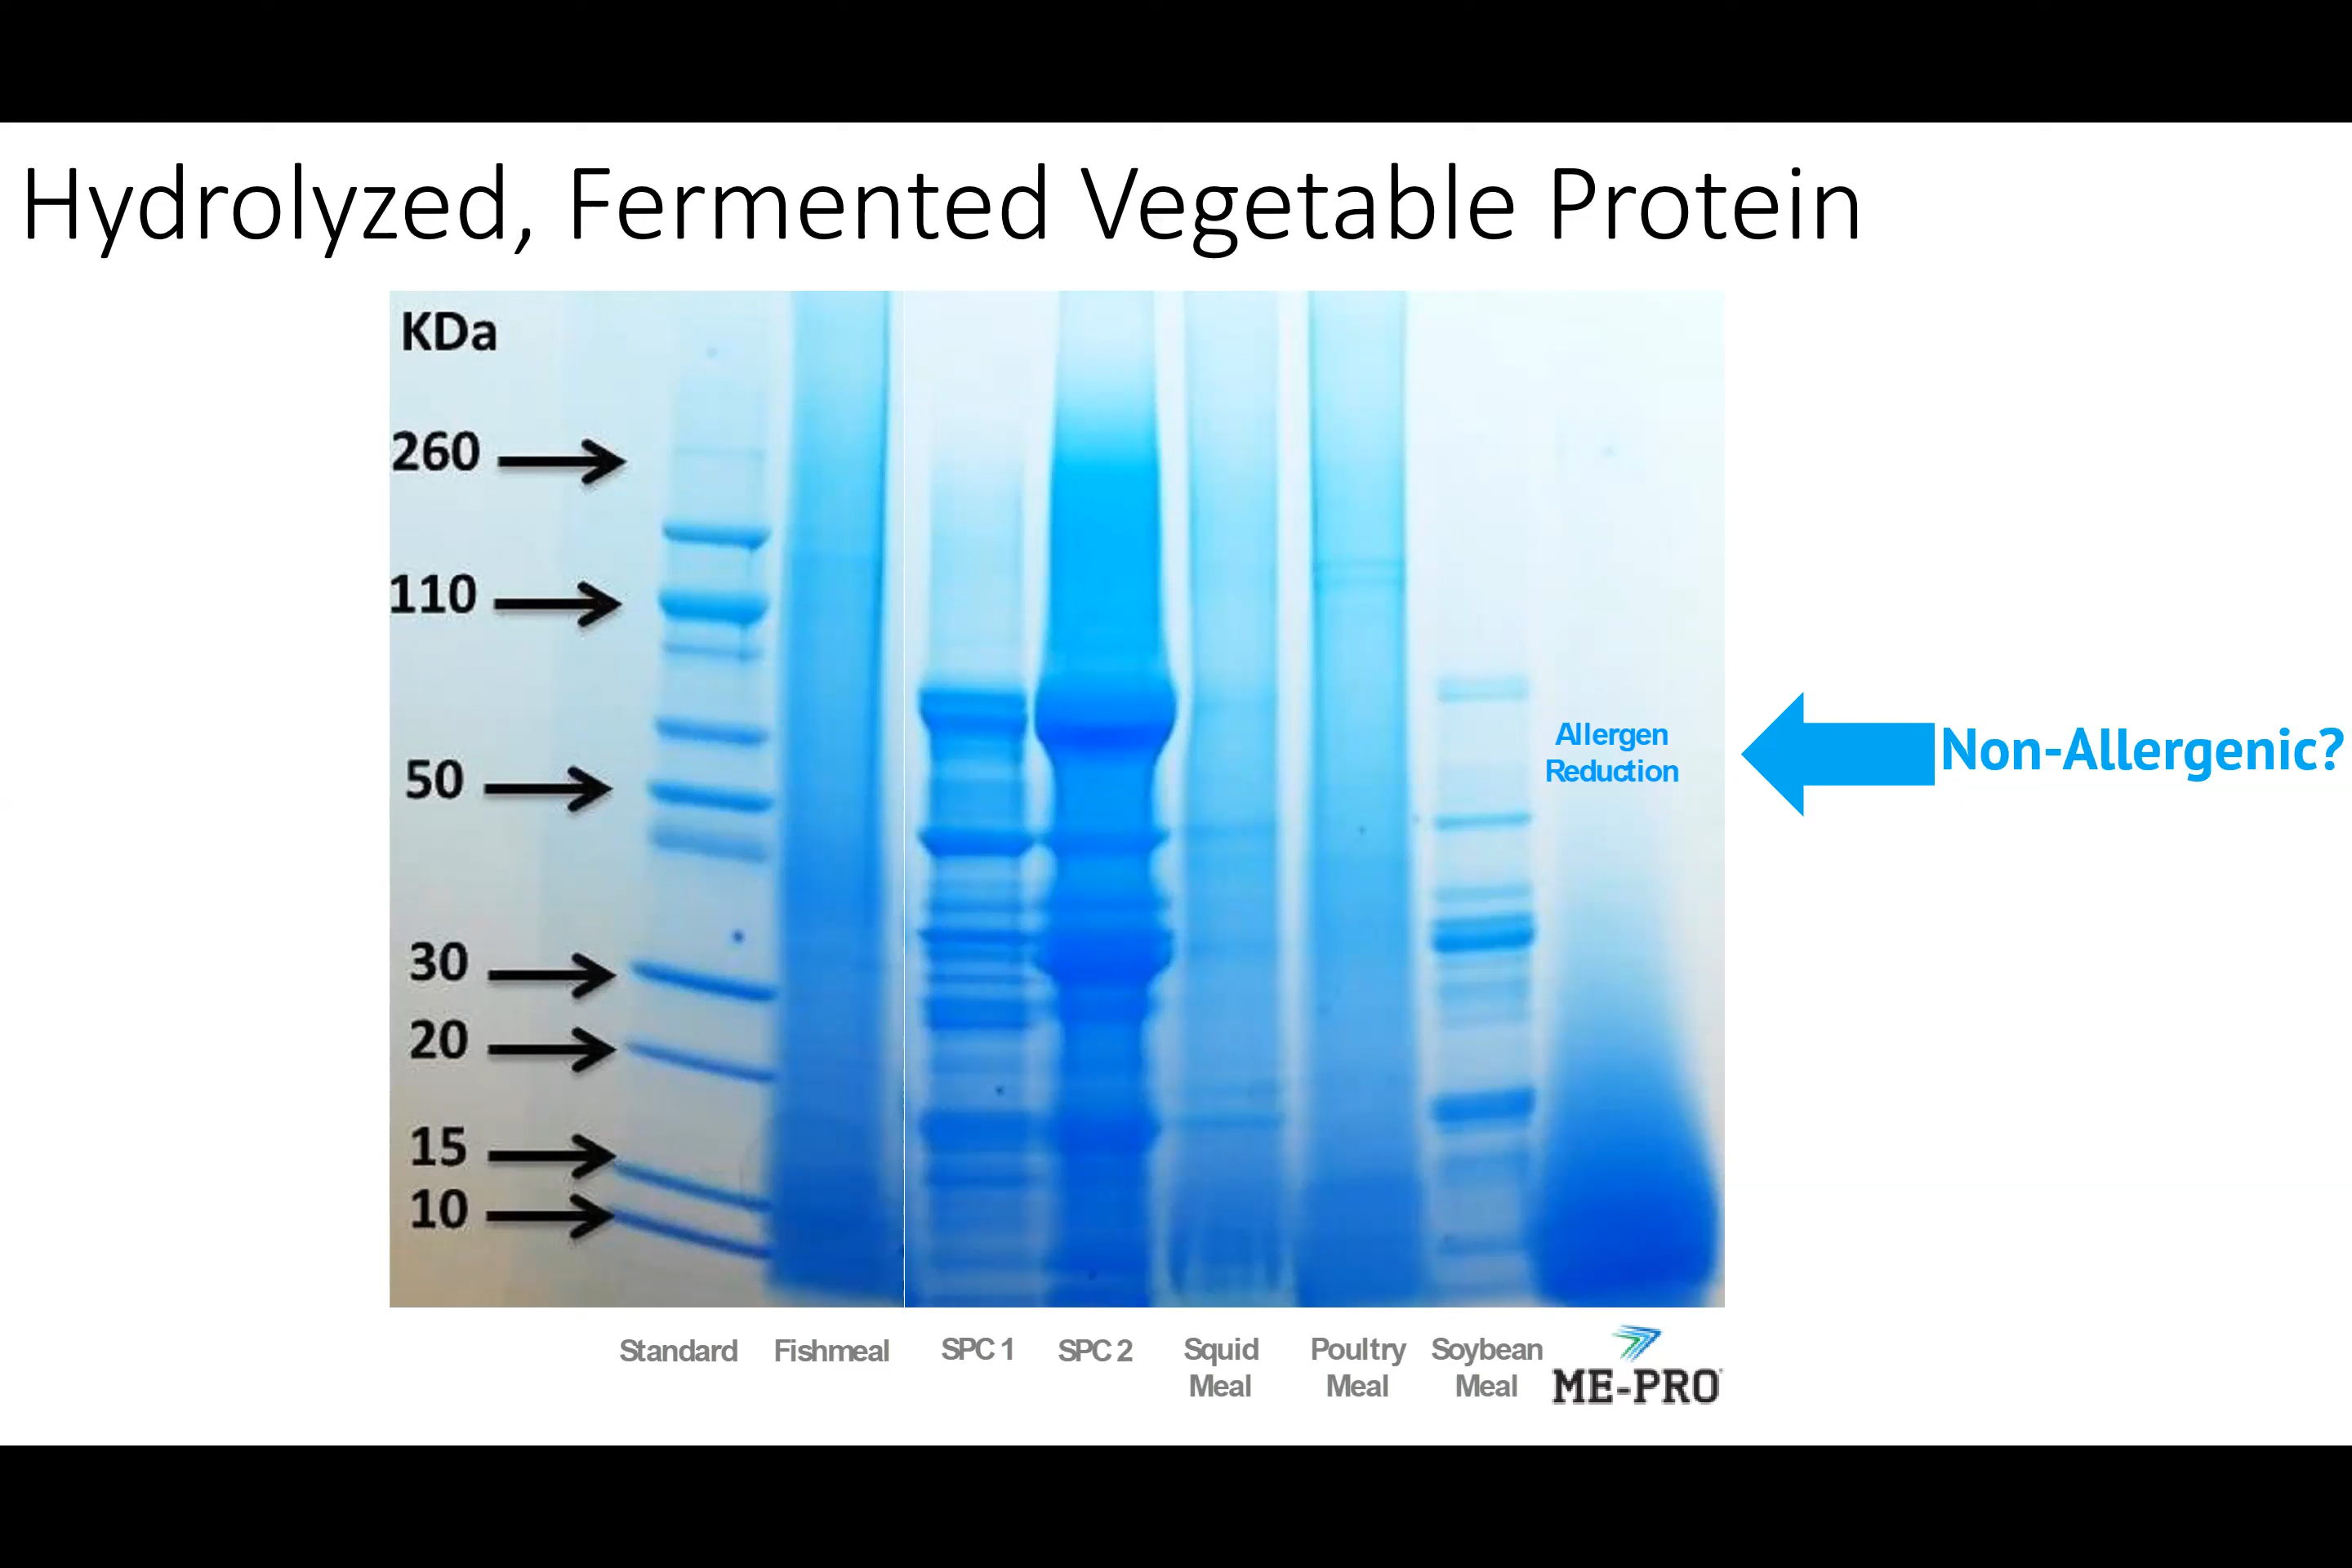 Hydrolyzed, Fermented Vegetable Protein
KDa
260
110
50
30
20
15
10
Allergen
Reduction
Non-Allergenic?
Standard
Fishmeal
SPC 1
SPC 2
Squid
Meal
Poultry
Meal
Soybean
Meal
ME-PRO